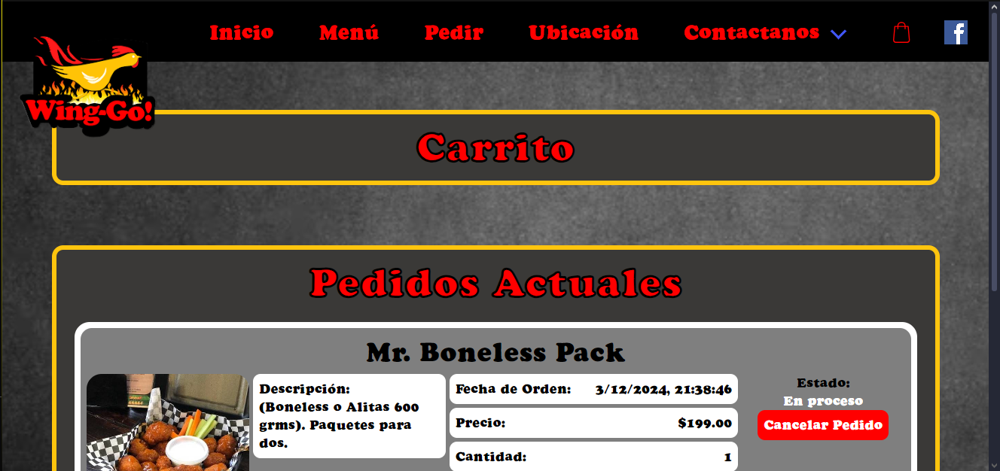 Inicio Menú Pedir Ubicación Contactanos f
Wing-Go!
Carrito
Pedidos Actuales
Mr. Boneless Pack
Descripción:
(Boneless o Alitas 600
grms). Paquetes para
dos.
Fecha de Orden: 3/12/2024, 21:38:46
Precio: $199.00
Cantidad: 1
Estado:
En proceso
Cancelar Pedido